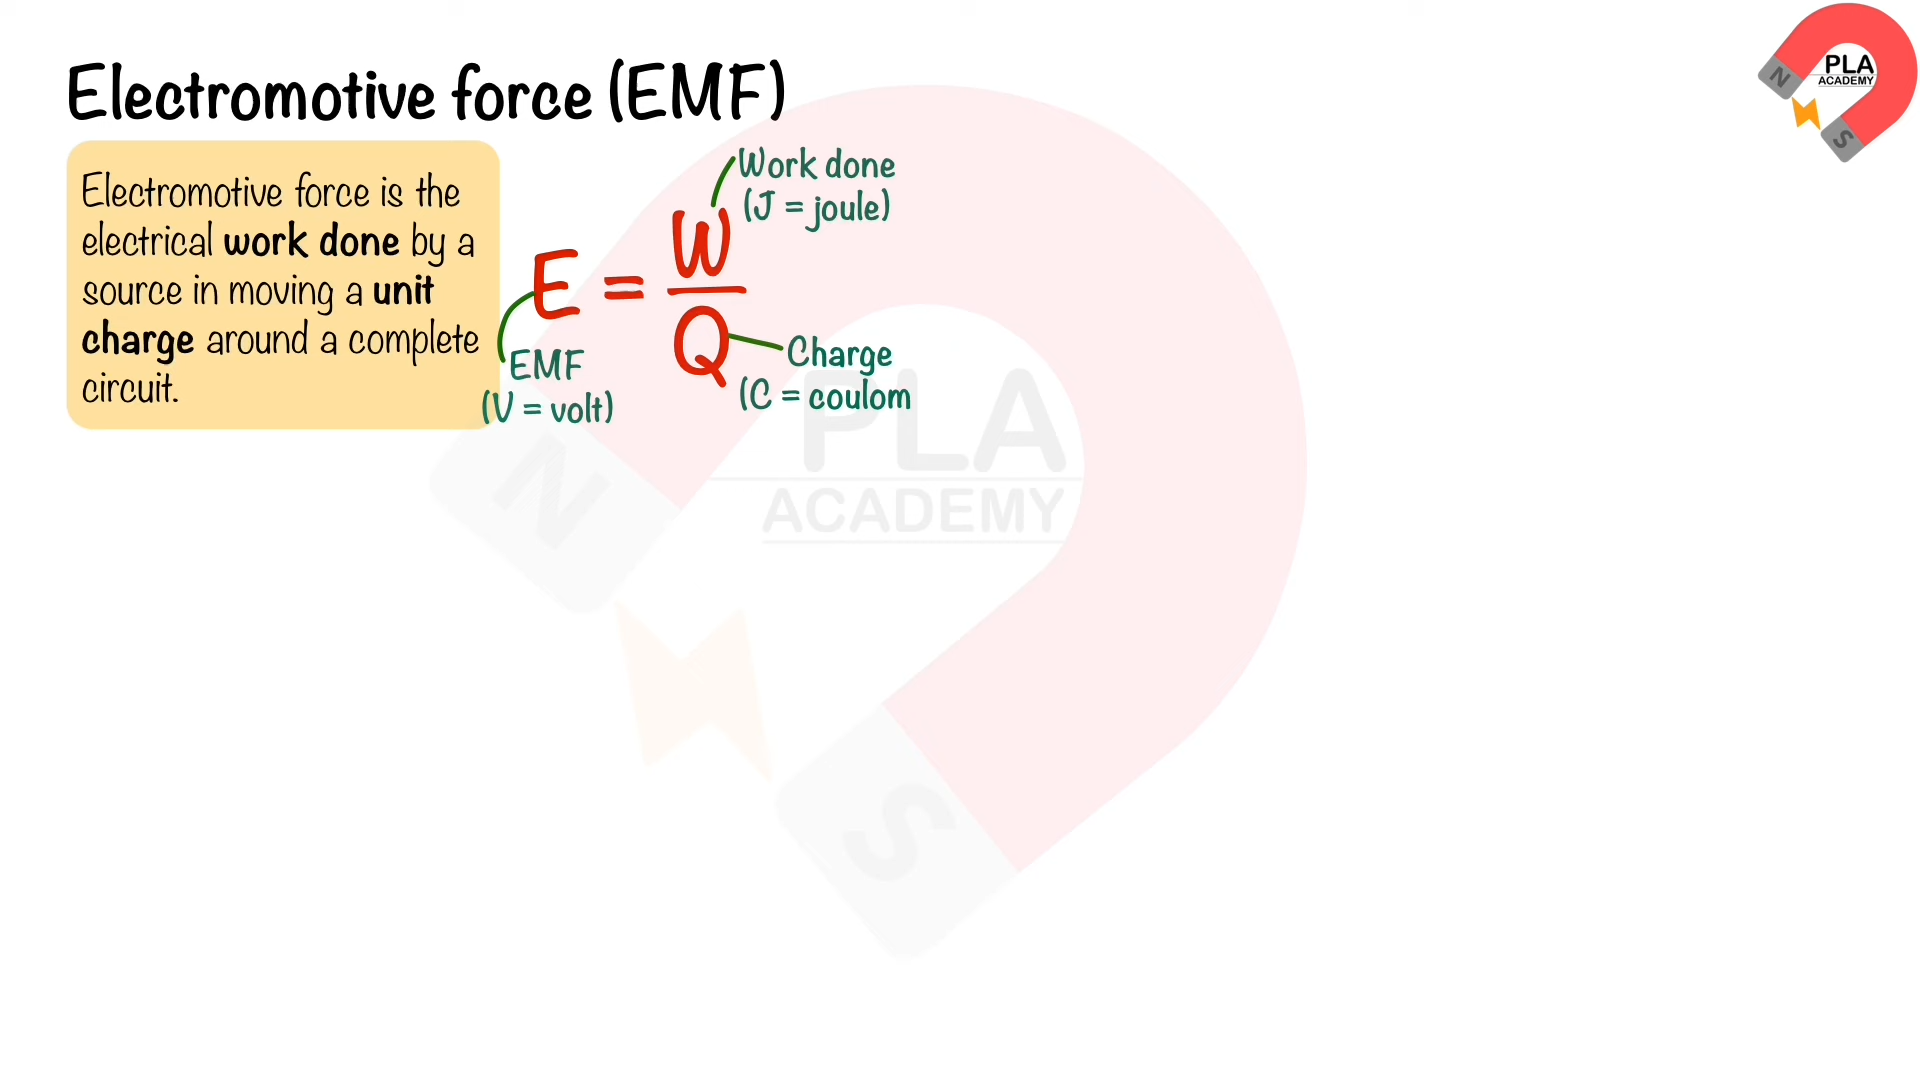 Electromotive force (EMF)
Electromotive force is the
electrical work done by a
source in moving a unit
charge around a complete
circuit.
E = W
Q
Work done
(J = joule)
EMF
(V = volt)
Charge
(C = coulom
PLA
ACADEMY
N
S
PLA
ACADEMY
N
S